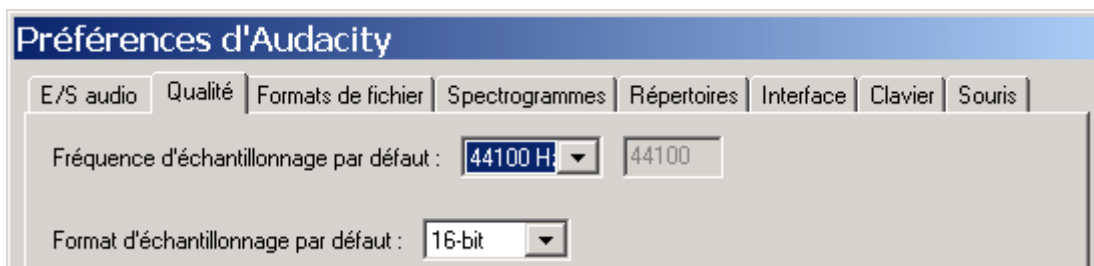 Préférences d'Audacity
E/S audio Qualité Formats de fichier Spectrogrammes Répertoires Interface Clavier Souris
Fréquence d'échantillonnage par défaut : 44100 H 44100
Format d'échantillonnage par défaut : 16-bit